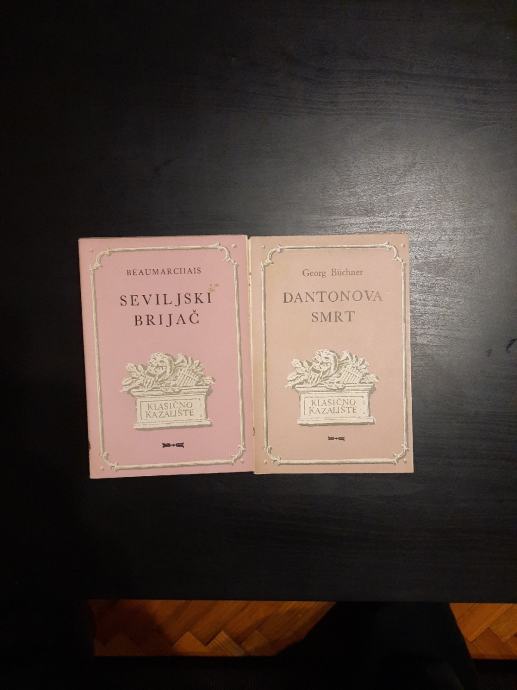 BEAUMARCHAIS
SEVILJSKI
BRIJAČ
KLASIČNO
KAZALIŠTE
Georg Büchner
DANTONOVA
SMRT
KLASIČNO
KAZALIŠTE